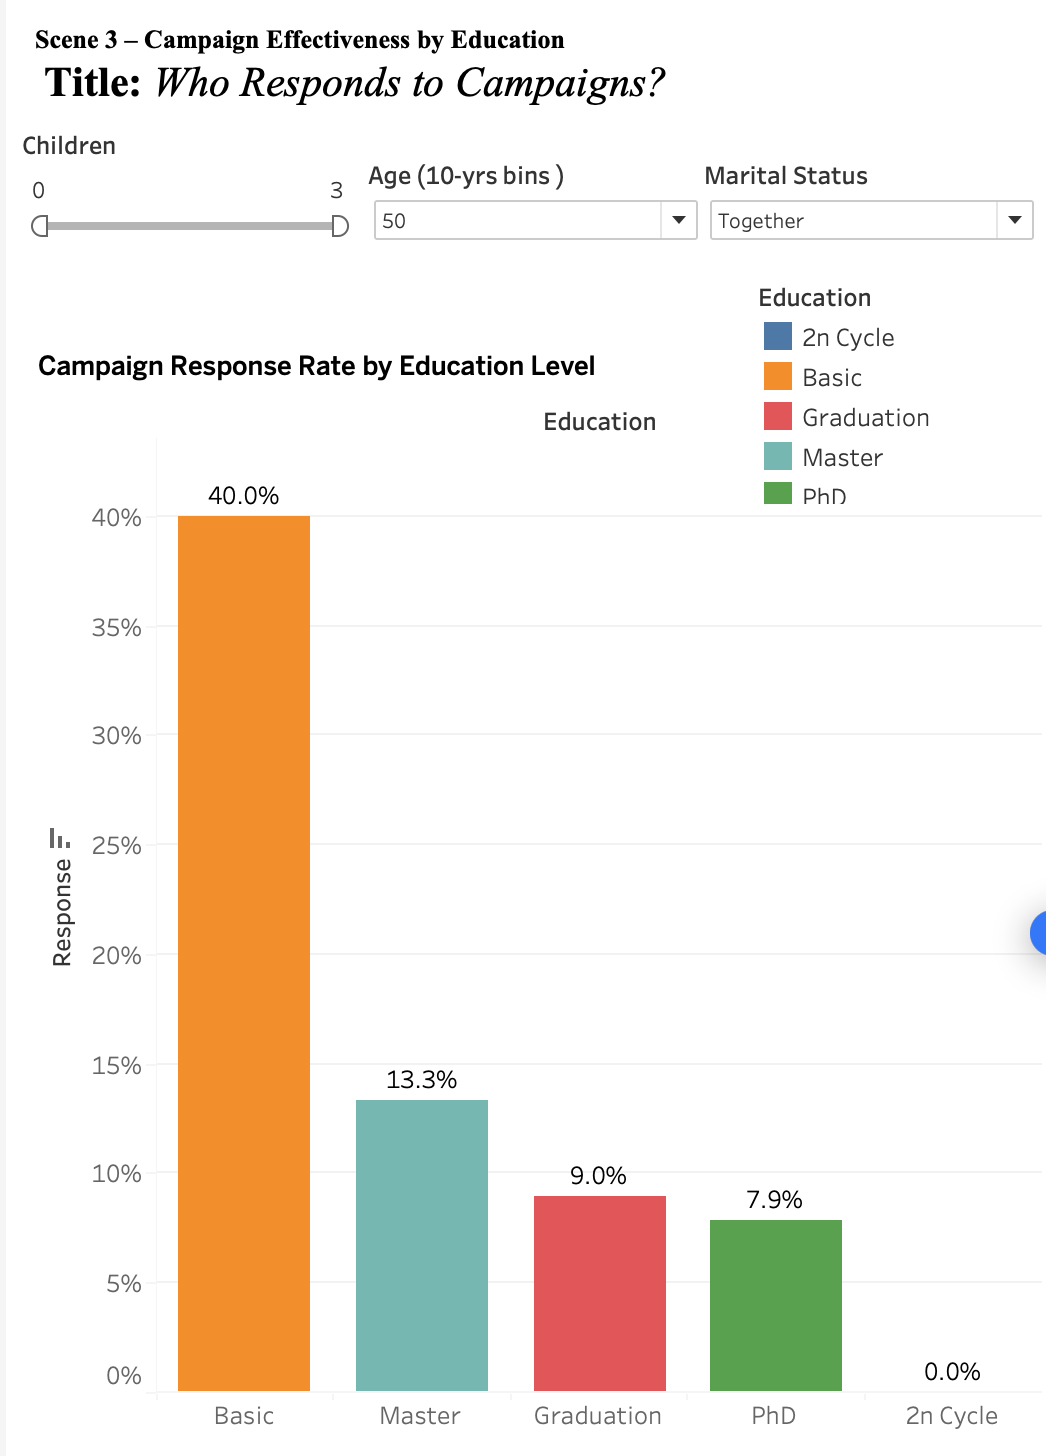 Scene 3 – Campaign Effectiveness by Education
Title: Who Responds to Campaigns?
Children
0 3
Age (10-yrs bins )
50
Marital Status
Together
Education
2n Cycle
Basic
Graduation
Master
PhD
Campaign Response Rate by Education Level
Education
Response
40%
35%
30%
25%
20%
15%
10%
5%
0%
40.0%
13.3%
9.0%
7.9%
0.0%
Basic Master Graduation PhD 2n Cycle